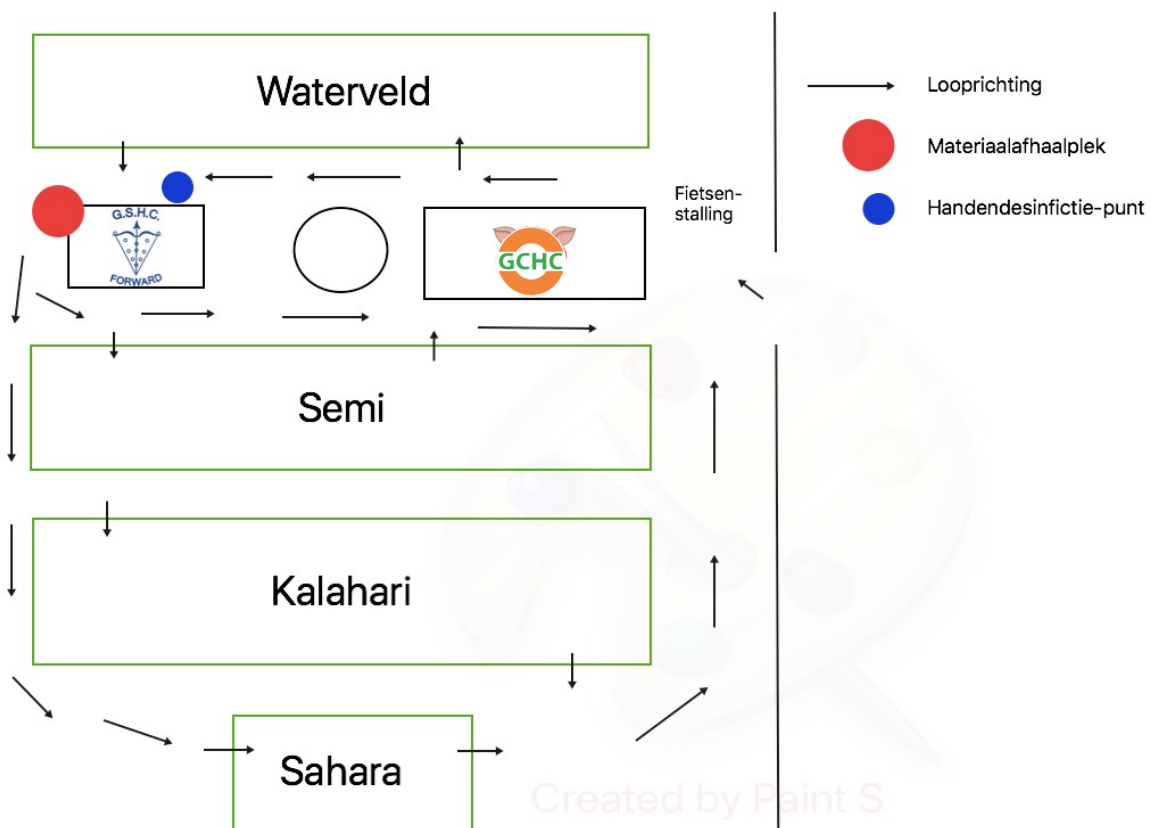 Waterveld
Looprichting
Materiaalafhaalplek
Fietsen-
stalling
Handendesinfictie-punt
G.S.H.C.
FORWARD
GCHC
Semi
Kalahari
Sahara
Created by Paint S